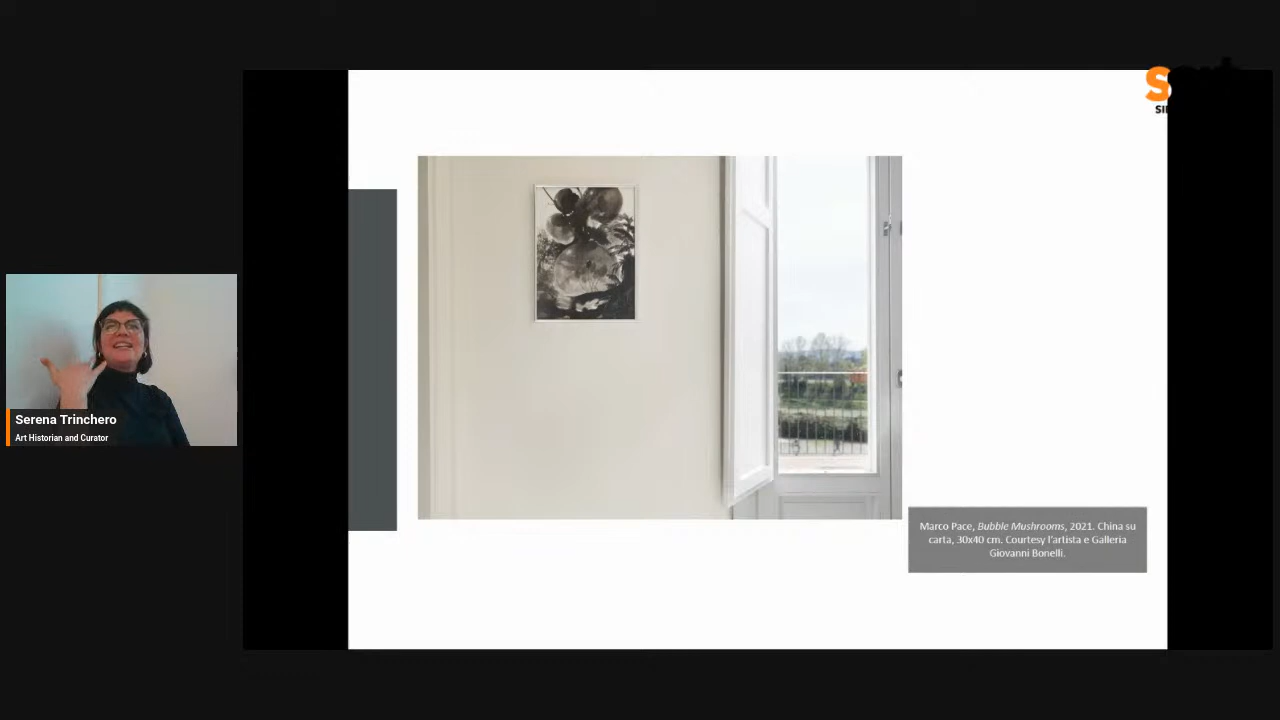 S
SI
Serena Trinchero
Art Historian and Curator
Marco Pace, Bubble Mushrooms, 2021. China su
carta, 30x40 cm. Courtesy l'artista e Galleria
Giovanni Bonelli.